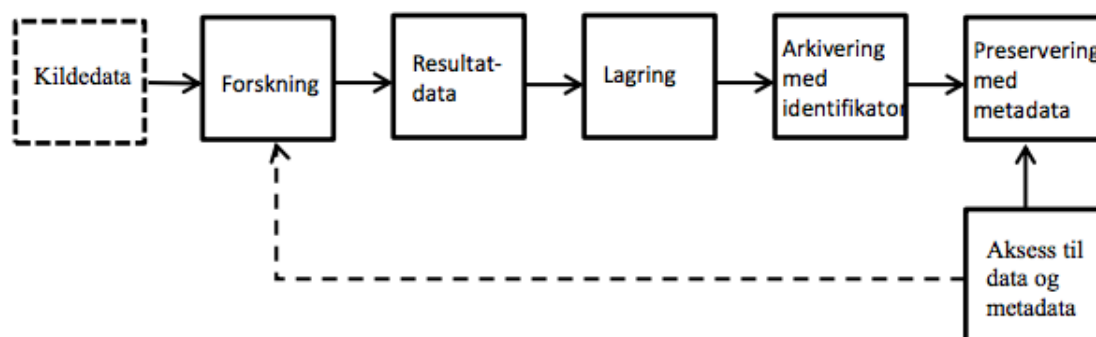 Kildedata
Forskning
Resultat-
data
Lagring
Arkivering
med
identifikator
Preservering
med
metadata
Aksess til
data og
metadata